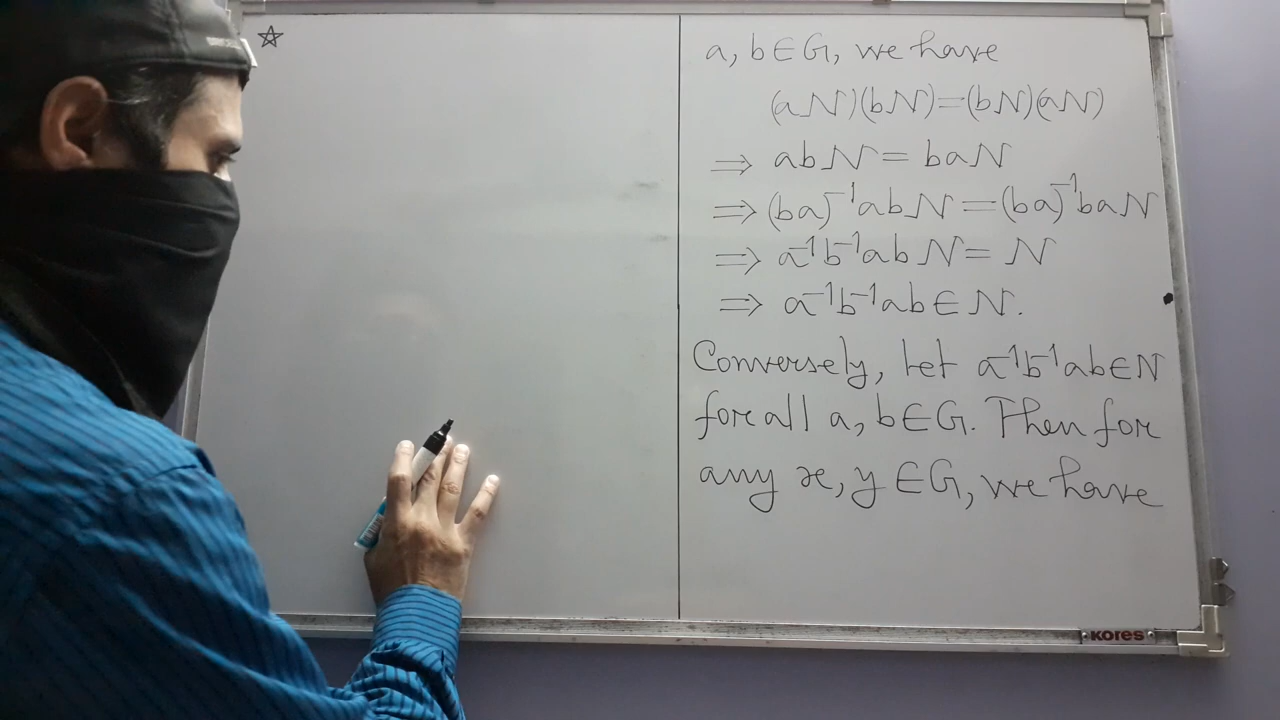 ☆
a, b∈G, we have
(aN)(bN)=(bN)(aN)
⇒ abN = baN
⇒ (ba)⁻¹abN = (ba)⁻¹baN
⇒ a⁻¹b⁻¹abN = N
⇒ a⁻¹b⁻¹ab ∈ N.
Conversely, let a⁻¹b⁻¹ab∈N
for all a, b∈G. Then for
any x, y ∈G, we have
KORES